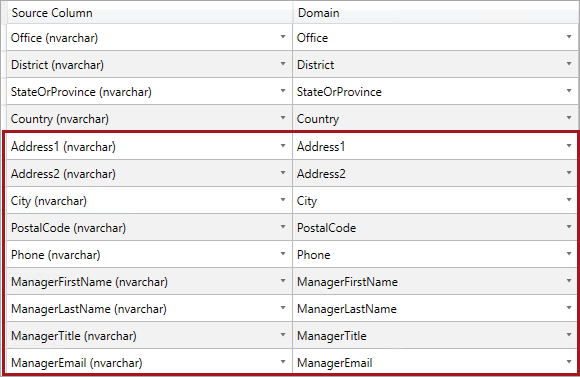 Source Column Domain
Office (nvarchar) Office
District (nvarchar) District
StateOrProvince (nvarchar) StateOrProvince
Country (nvarchar) Country
Address1 (nvarchar) Address1
Address2 (nvarchar) Address2
City (nvarchar) City
PostalCode (nvarchar) PostalCode
Phone (nvarchar) Phone
ManagerFirstName (nvarchar) ManagerFirstName
ManagerLastName (nvarchar) ManagerLastName
ManagerTitle (nvarchar) ManagerTitle
ManagerEmail (nvarchar) ManagerEmail